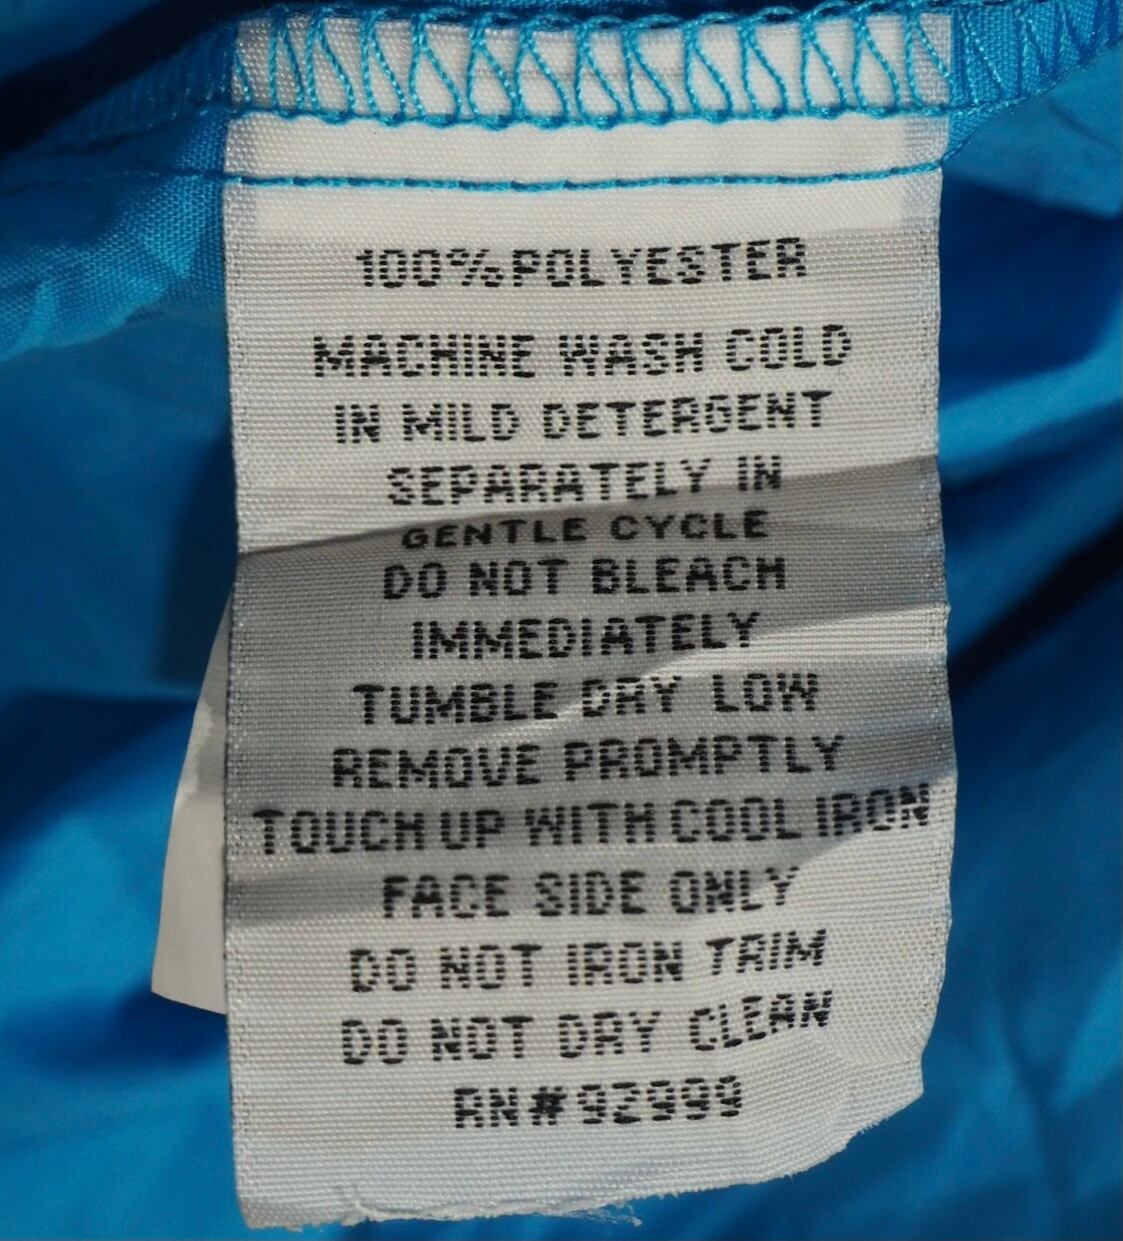 100%POLYESTER
MACHINE WASH COLD
IN MILD DETERGENT
SEPARATELY IN
GENTLE CYCLE
DO NOT BLEACH
IMMEDIATELY
TUMBLE DRY LOW
REMOVE PROMPTLY
TOUCH UP WITH COOL IRON
FACE SIDE ONLY
DO NOT IRON TRIM
DO NOT DRY CLEAN
RN#92999